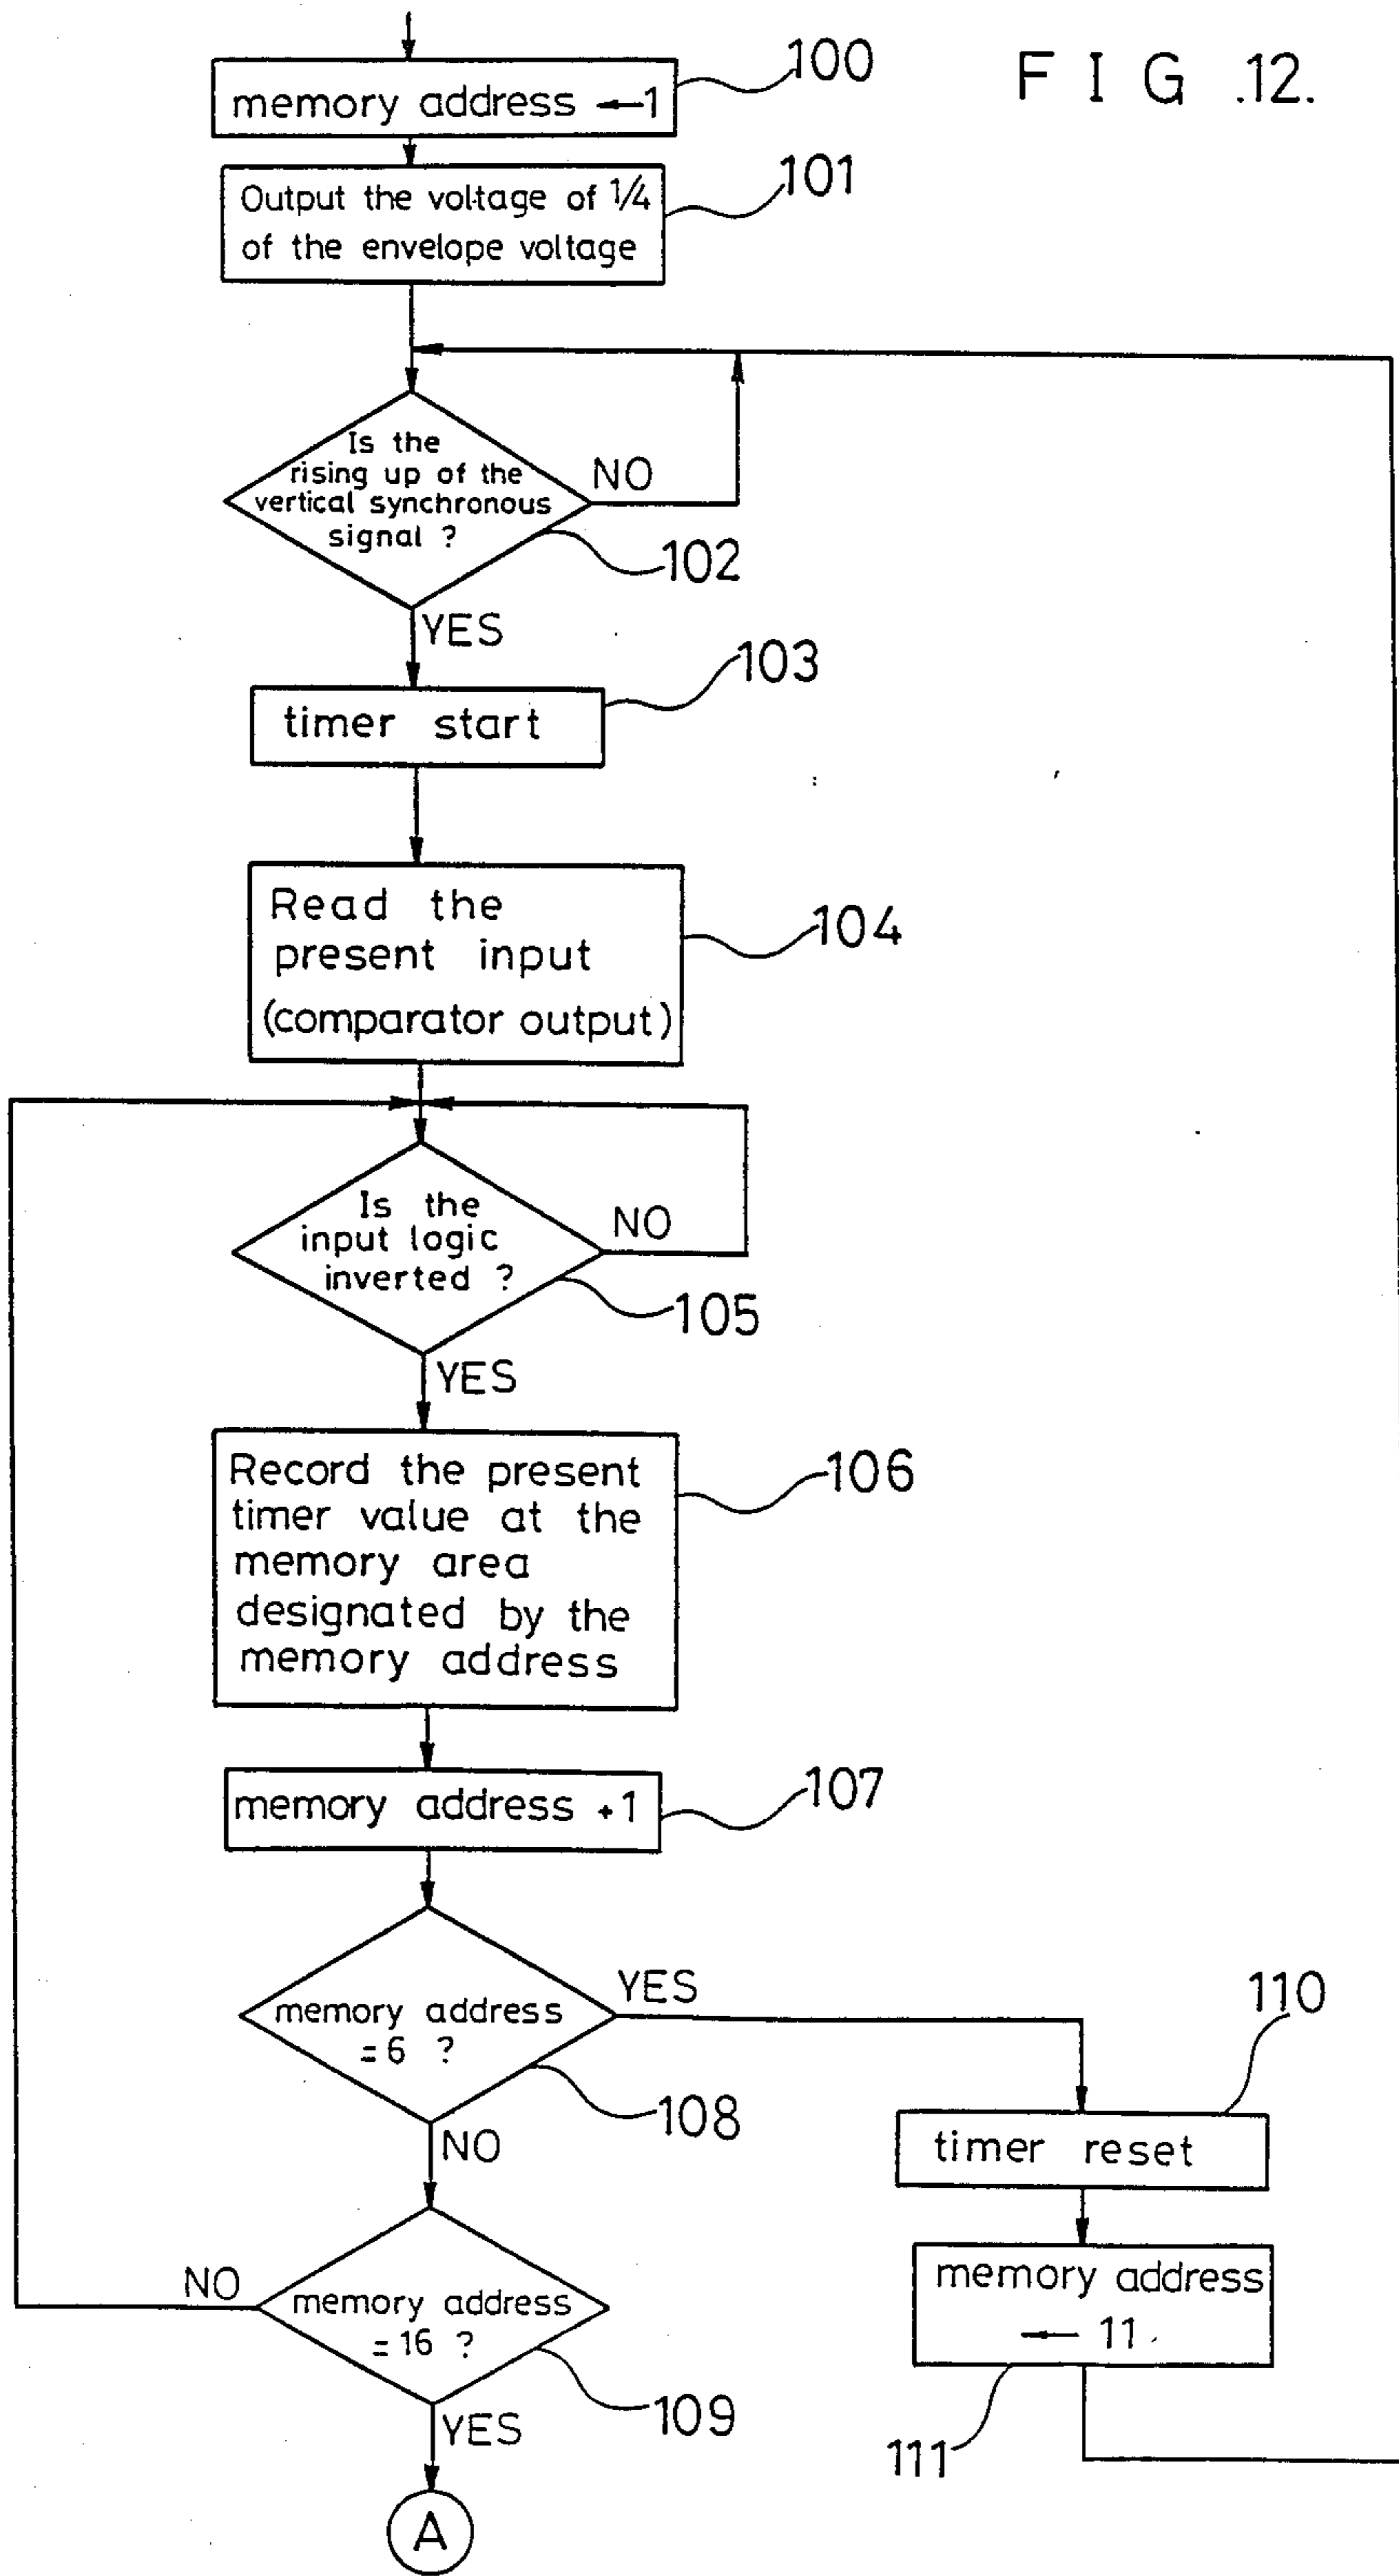 FIG.12.
100
memory address ←1
101
Output the voltage of 1/4
of the envelope voltage
Is the
rising up of the
vertical synchronous
signal ?
NO
102
YES
103
timer start
104
Read the
present input
(comparator output)
Is the
input logic
inverted ?
NO
105
YES
106
Record the present
timer value at the
memory area
designated by the
memory address
107
memory address +1
memory address
=6 ?
YES
108
NO
110
timer reset
memory address
← 11
111
memory address
=16 ?
NO
109
YES
A